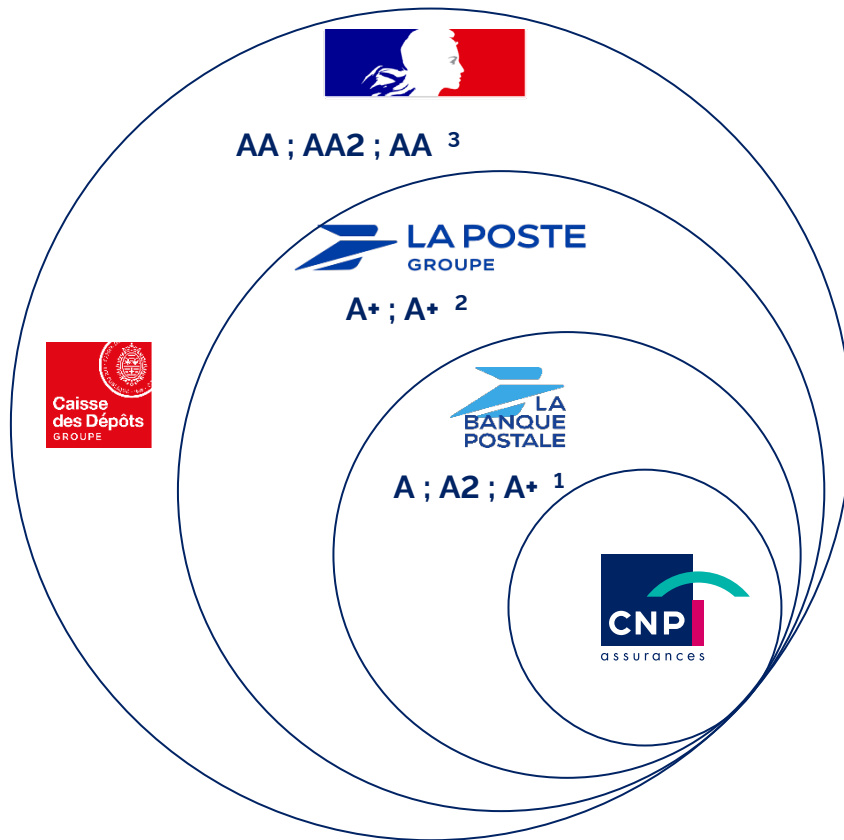 AA ; AA2 ; AA ³
LA POSTE
GROUPE
A+ ; A+ ²
Caisse
des Dépôts
GROUPE
LA
BANQUE
POSTALE
A ; A2 ; A+ ¹
CNP
assurances